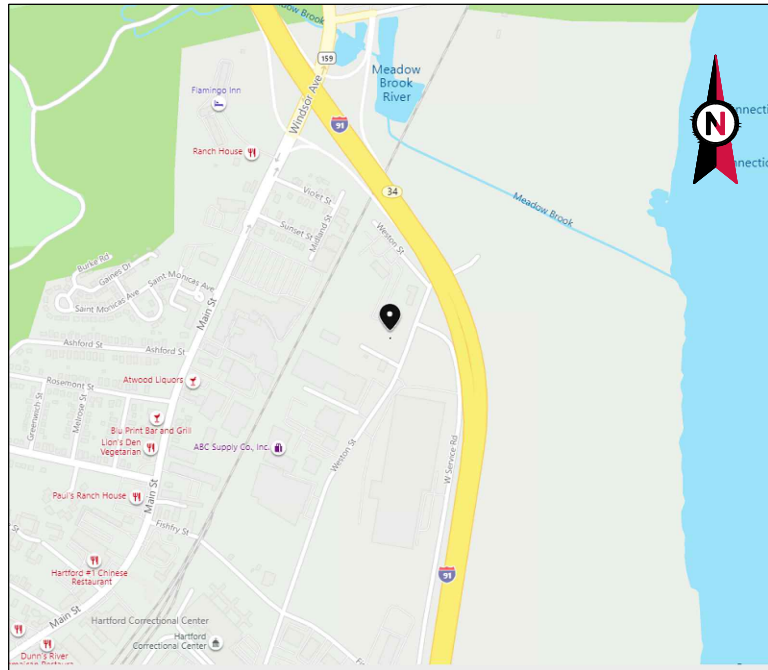 Meadow Brook
159
Meadow
Brook
River
Flamingo Inn
Windsor Ave
N
91
Ranch House
34
Meadow Brook
Violet St
Midland St
Sunset St
Weston St
Burke Rd
Gaines Dr
Saint Monicas Ave
Saint Monicas Ave
Main St
Ashford St
Ashford St
Atwood Liquors
Rosemont St
Greenwich St
Melrose St
Blu Print Bar and Grill
Lion's Den
Vegetarian
ABC Supply Co., Inc.
Weston St
W Service Rd
Paul's Ranch House
Main St
Fishfry St
Hartford #1 Chinese
Restaurant
91
Main St
Hartford Correctional Center
Hartford
Correctional Center
Dunn's River